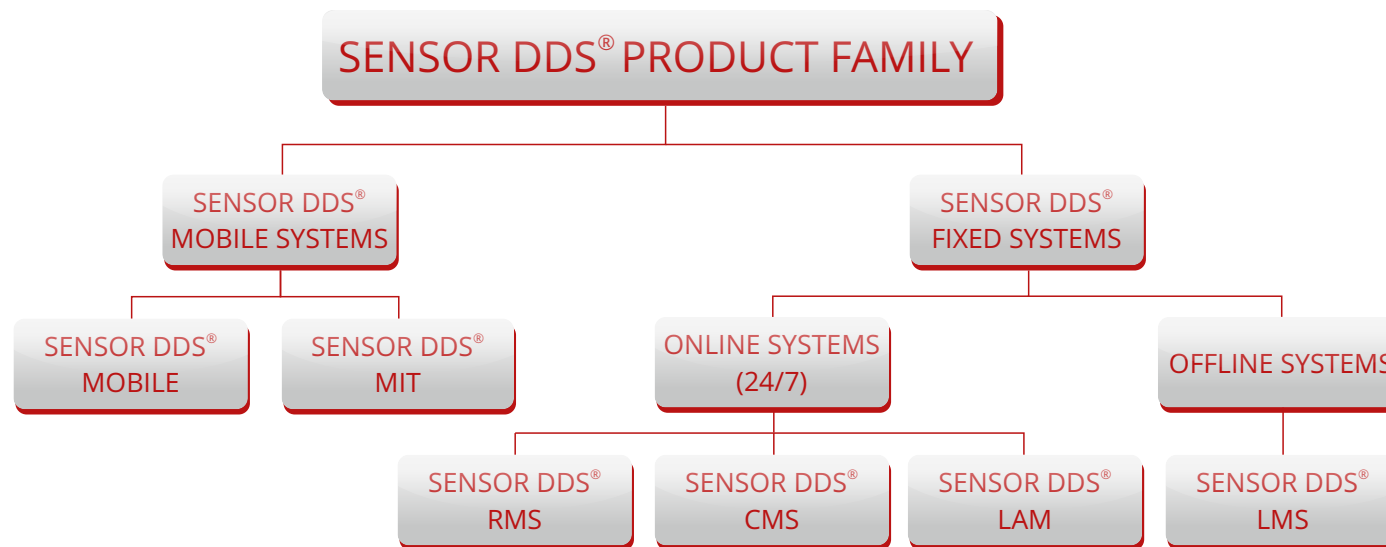 SENSOR DDS® PRODUCT FAMILY
SENSOR DDS®
MOBILE SYSTEMS
SENSOR DDS®
FIXED SYSTEMS
SENSOR DDS®
MOBILE
SENSOR DDS®
MIT
ONLINE SYSTEMS
(24/7)
OFFLINE SYSTEMS
SENSOR DDS®
RMS
SENSOR DDS®
CMS
SENSOR DDS®
LAM
SENSOR DDS®
LMS